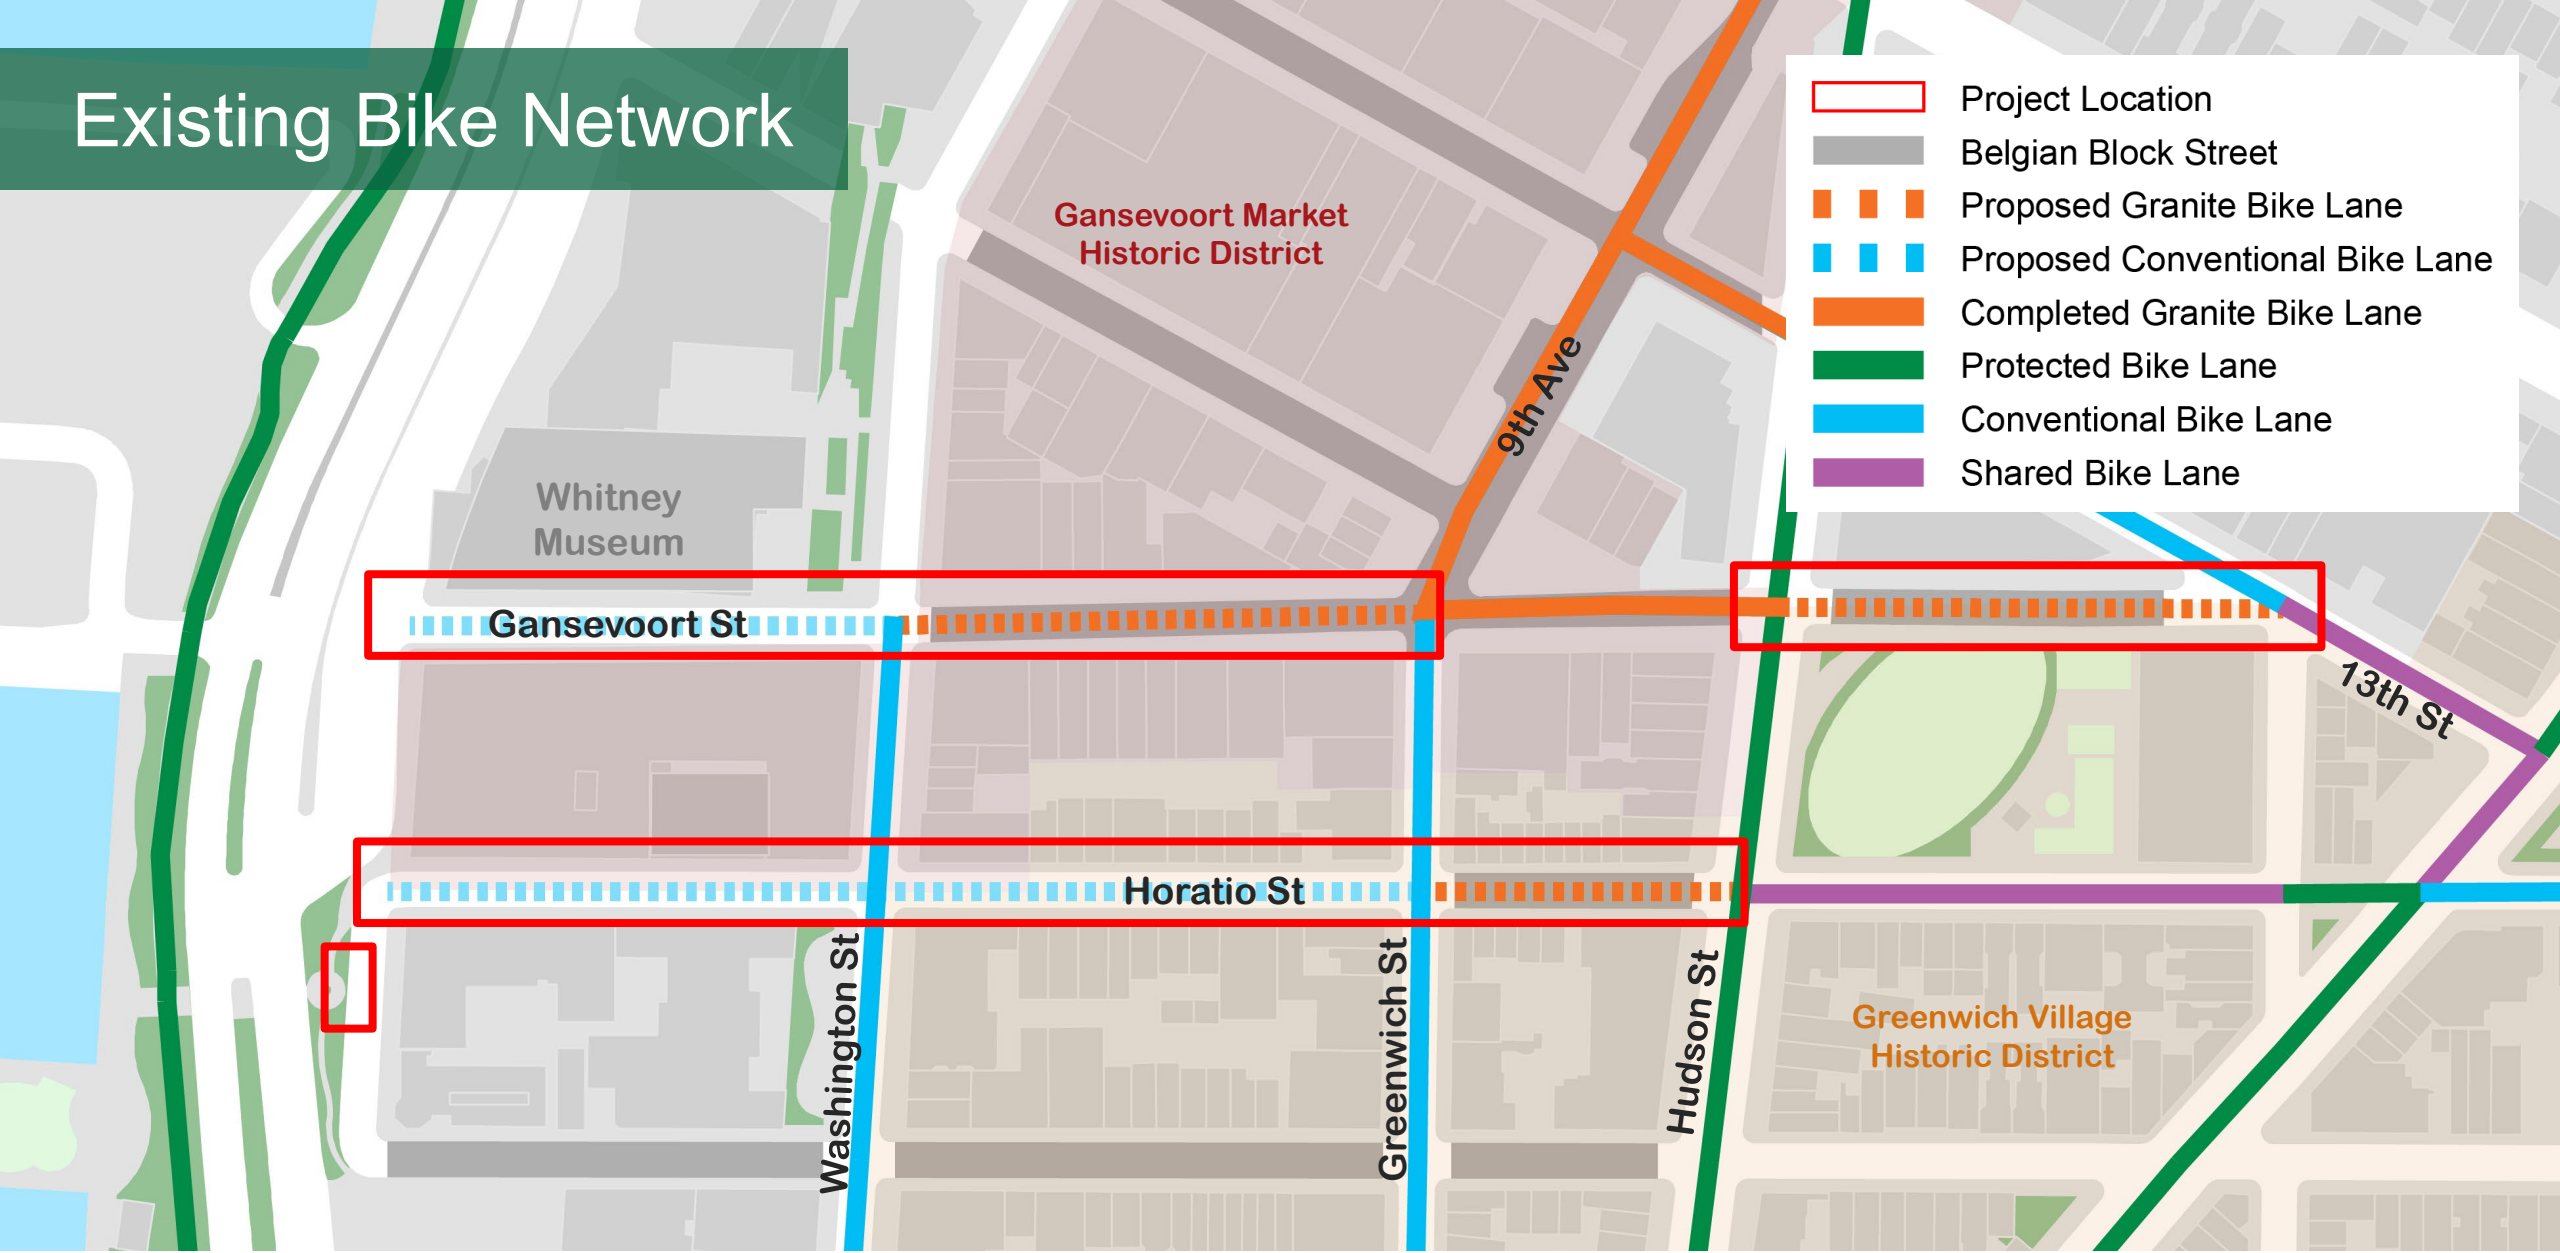 Existing Bike Network
Project Location
Belgian Block Street
Proposed Granite Bike Lane
Proposed Conventional Bike Lane
Completed Granite Bike Lane
Protected Bike Lane
Conventional Bike Lane
Shared Bike Lane
Gansevoort Market
Historic District
9th Ave
Whitney
Museum
Gansevoort St
13th St
Horatio St
Washington St
Greenwich St
Hudson St
Greenwich Village
Historic District